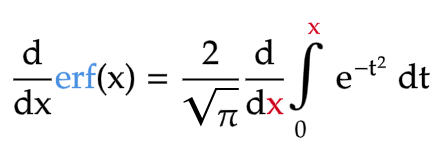 d/dx erf(x) = 2/√π d/dx ∫₀ˣ e^(-t²) dt